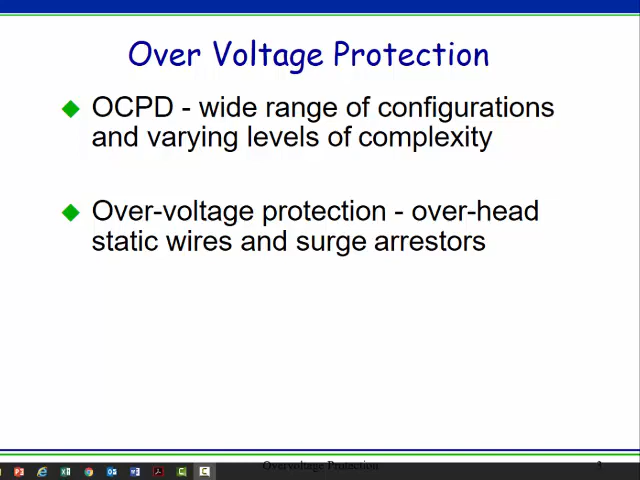 Over Voltage Protection
OCPD - wide range of configurations
and varying levels of complexity
Over-voltage protection - over-head
static wires and surge arrestors
Overvoltage Protection
3